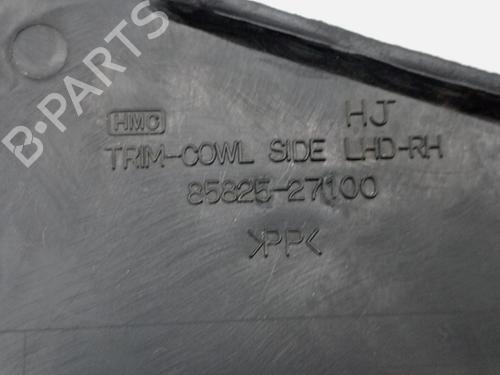 B-PARTS
HMC
HJ
TRIM-COWL SIDE LHD-RH
85825-27100
>PP<